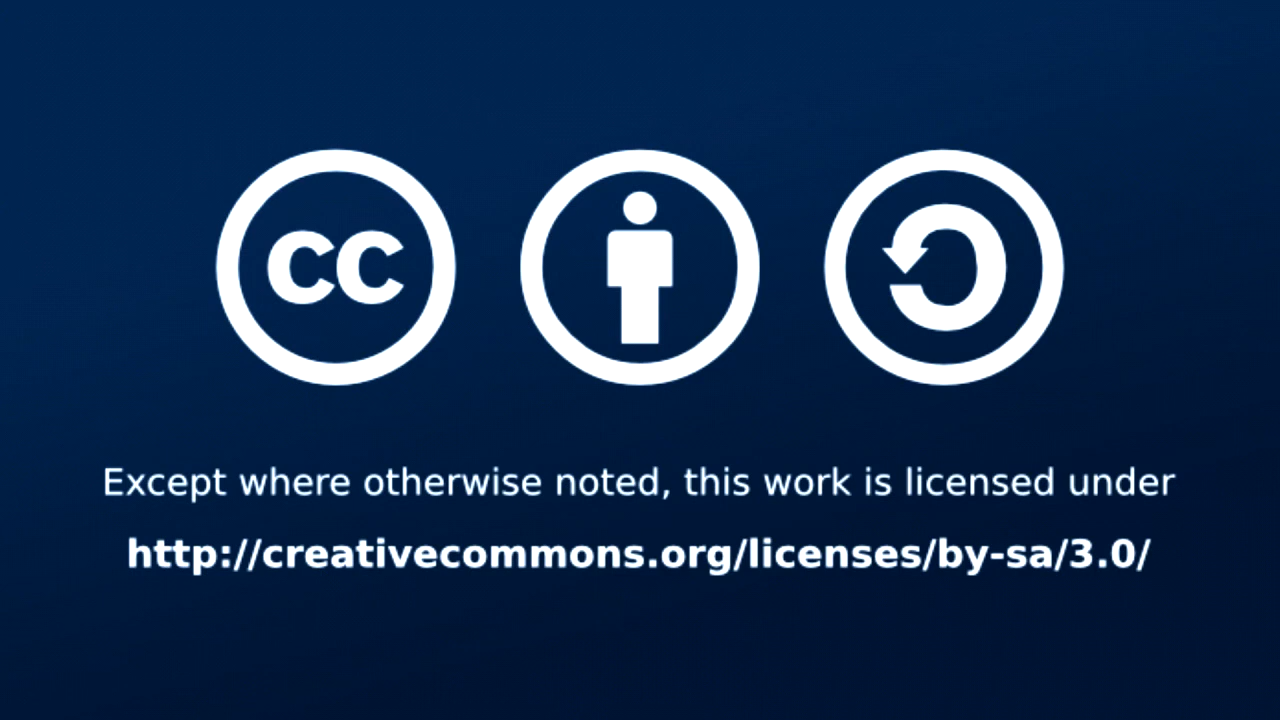 cc
Except where otherwise noted, this work is licensed under
http://creativecommons.org/licenses/by-sa/3.0/